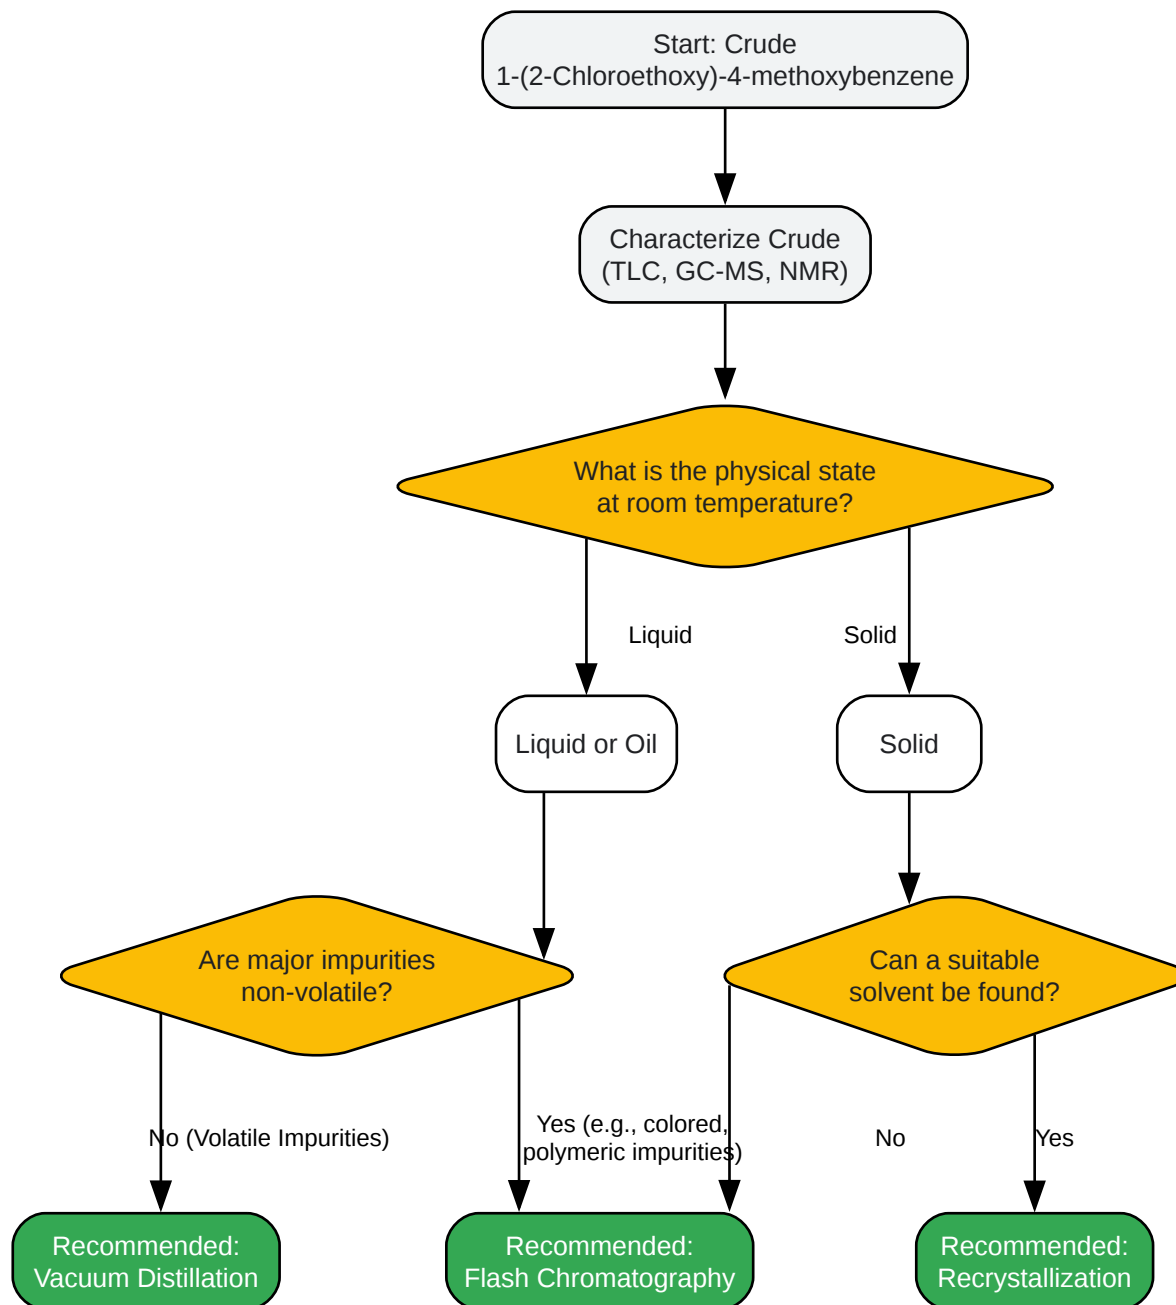 Start: Crude
1-(2-Chloroethoxy)-4-methoxybenzene
Characterize Crude
(TLC, GC-MS, NMR)
What is the physical state
at room temperature?
Liquid
Solid
Liquid or Oil
Solid
Are major impurities
non-volatile?
Can a suitable
solvent be found?
No (Volatile Impurities)
Yes (e.g., colored,
polymeric impurities)
No
Yes
Recommended:
Vacuum Distillation
Recommended:
Flash Chromatography
Recommended:
Recrystallization